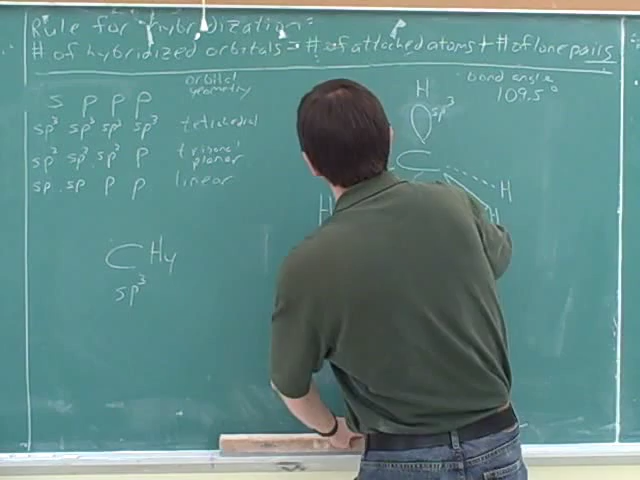 Rule for hybridization:
# of hybridized orbitals = # of attached atoms + # of lone pairs
orbital
geometry
s p p p
sp³ sp³ sp³ sp³ tetrahedral
sp² sp² sp² p trigonal
planar
sp sp p p linear
CH4
sp³
bond angle
109.5°
H
sp³
C
H
H
H